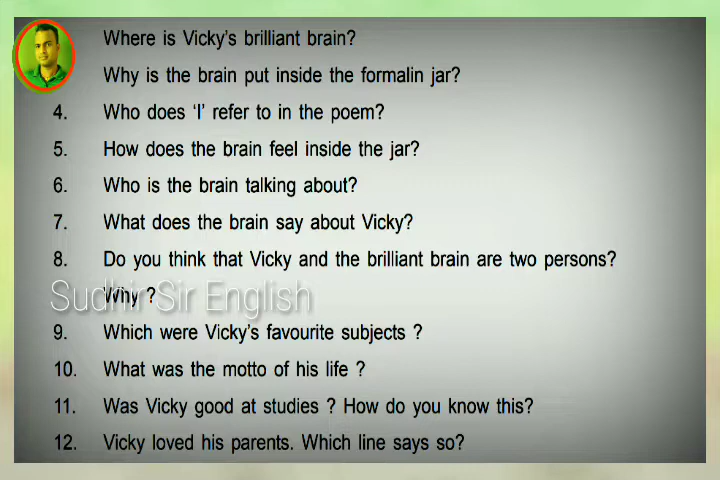 Where is Vicky's brilliant brain?
Why is the brain put inside the formalin jar?
4. Who does 'I' refer to in the poem?
5. How does the brain feel inside the jar?
6. Who is the brain talking about?
7. What does the brain say about Vicky?
8. Do you think that Vicky and the brilliant brain are two persons?
Why ?
Sudhir Sir English
9. Which were Vicky's favourite subjects ?
10. What was the motto of his life ?
11. Was Vicky good at studies ? How do you know this?
12. Vicky loved his parents. Which line says so?